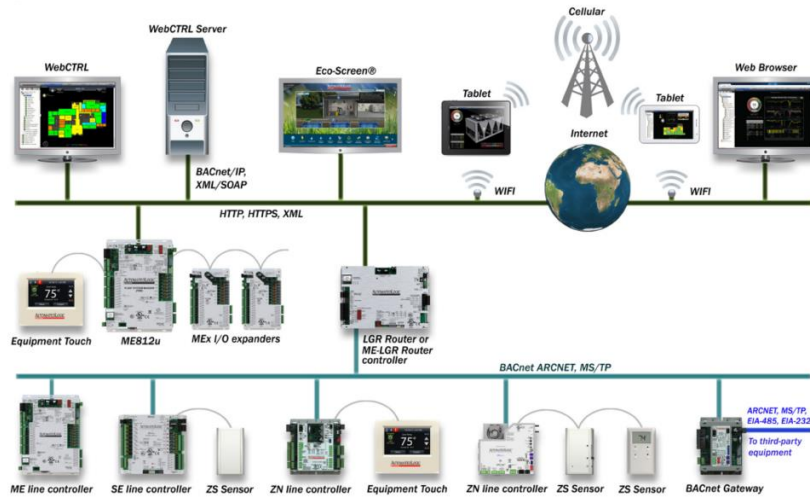 WebCTRL Server
Cellular
WebCTRL
Eco-Screen®
Tablet
Web Browser
Tablet
Internet
BACnet/IP,
XML/SOAP
WIFI
WIFI
HTTP, HTTPS, XML
75°
Equipment Touch
ME812u
MEx I/O expanders
LGR Router or
ME-LGR Router
controller
BACnet ARCNET, MS/TP
ARCNET, MS/TP,
EIA-485, EIA-232
To third-party
equipment
75°
ME line controller
SE line controller
ZS Sensor
ZN line controller
Equipment Touch
ZN line controller
ZS Sensor
ZS Sensor
BACnet Gateway